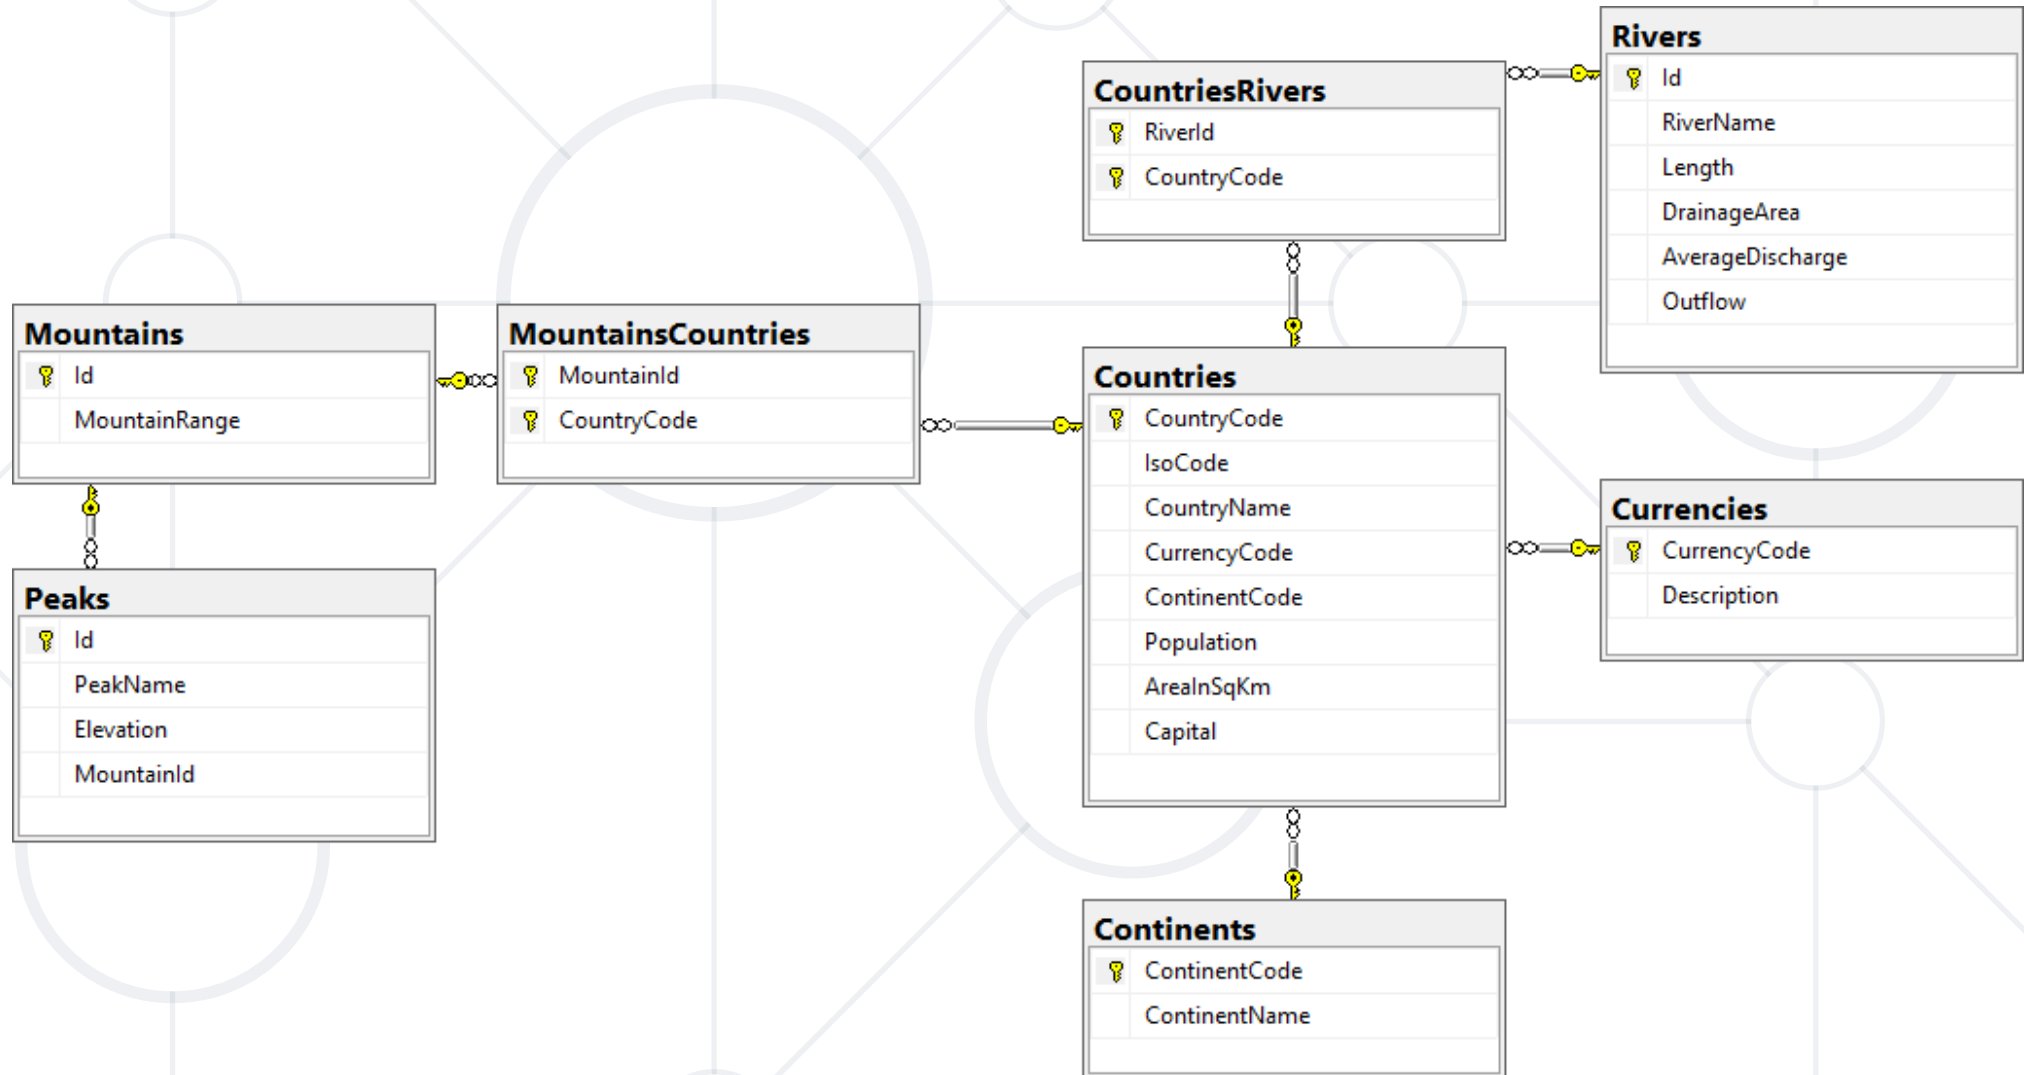 Rivers
Id
RiverName
Length
DrainageArea
AverageDischarge
Outflow
CountriesRivers
RiverId
CountryCode
Mountains
Id
MountainRange
MountainsCountries
MountainId
CountryCode
Countries
CountryCode
IsoCode
CountryName
CurrencyCode
ContinentCode
Population
AreaInSqKm
Capital
Currencies
CurrencyCode
Description
Peaks
Id
PeakName
Elevation
MountainId
Continents
ContinentCode
ContinentName